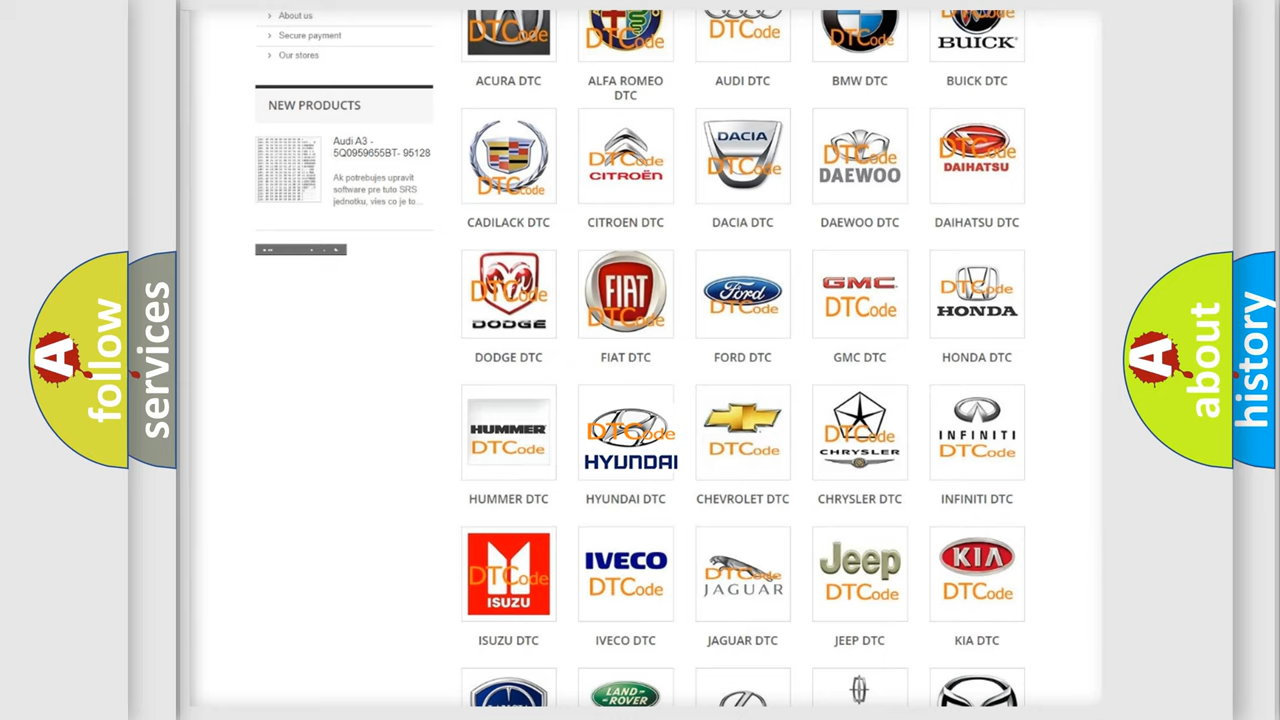 About us
Secure payment
Our stores
NEW PRODUCTS
Audi A3 -
5Q0959655BT- 95128
Ak potrebujes upravit
software pre tuto SRS
jednotku, vies co je to...
DTCode
DTCode
DTCode
DTCode
BUICK
ACURA DTC
ALFA ROMEO
DTC
AUDI DTC
BMW DTC
BUICK DTC
DTCode
DTCode
CITROËN
DACIA
DTCode
DTCode
DAEWOO
DTCode
DAIHATSU
CADILACK DTC
CITROEN DTC
DACIA DTC
DAEWOO DTC
DAIHATSU DTC
DTCode
DODGE
FIAT
DTCode
Ford
DTCode
GMC
DTCode
DTCode
HONDA
DODGE DTC
FIAT DTC
FORD DTC
GMC DTC
HONDA DTC
HUMMER
DTCode
DTCode
HYUNDAI
DTCode
DTCode
CHRYSLER
INFINITI
DTCode
HUMMER DTC
HYUNDAI DTC
CHEVROLET DTC
CHRYSLER DTC
INFINITI DTC
DTCode
ISUZU
IVECO
DTCode
DTCode
JAGUAR
Jeep
DTCode
KIA
DTCode
ISUZU DTC
IVECO DTC
JAGUAR DTC
JEEP DTC
KIA DTC
LAND-
ROVER
A follow
services
A about
history